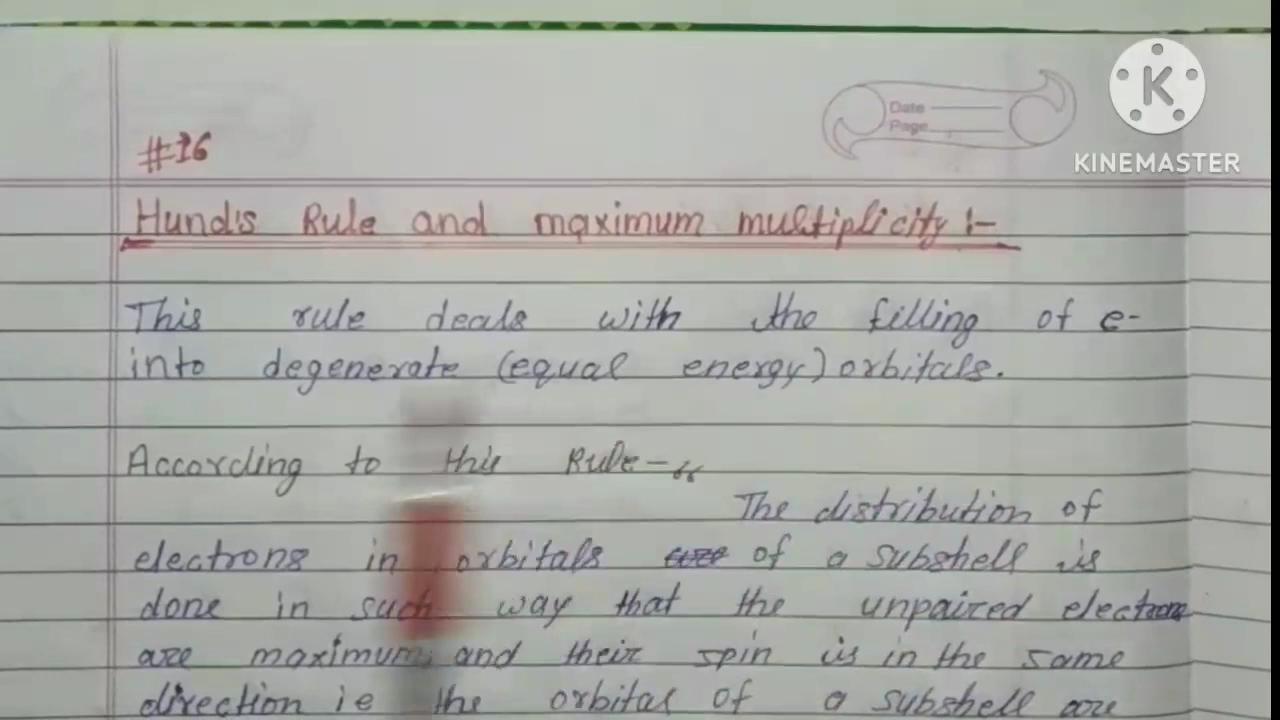 Date
Page
KINEMASTER
#16
Hund's Rule and maximum multiplicity :-
This rule deals with the filling of e-
into degenerate (equal energy) orbitals.
According to this Rule- "
The distribution of
electrons in orbitals of a subshell is
done in such way that the unpaired electrons
are maximum and their spin is in the same
direction ie the orbital of a subshell are